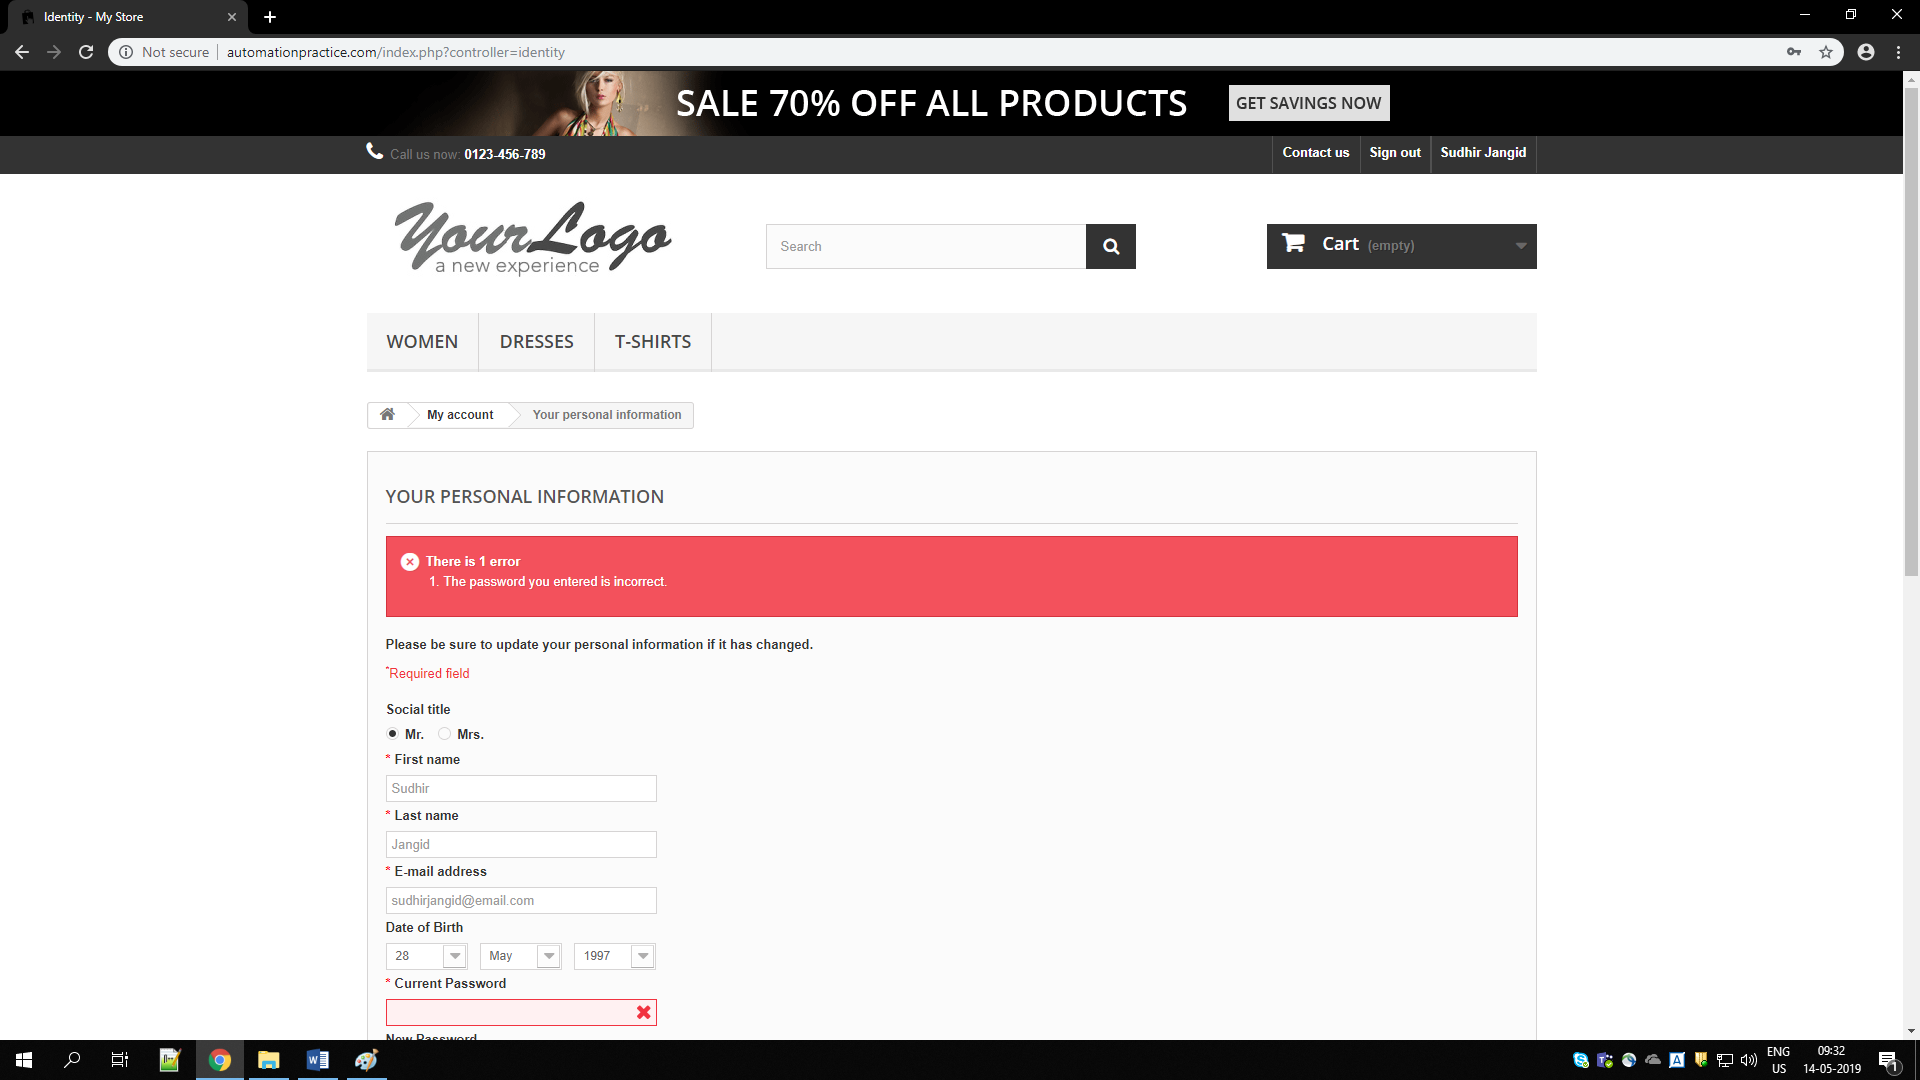 Identity - My Store
Not secure
automationpractice.com/index.php?controller=identity
SALE 70% OFF ALL PRODUCTS
GET SAVINGS NOW
Call us now: 0123-456-789
Contact us
Sign out
Sudhir Jangid
YourLogo
a new experience
Search
Cart (empty)
WOMEN
DRESSES
T-SHIRTS
My account
Your personal information
YOUR PERSONAL INFORMATION
There is 1 error
1. The password you entered is incorrect.
Please be sure to update your personal information if it has changed.
*Required field
Social title
Mr.
Mrs.
* First name
Sudhir
* Last name
Jangid
* E-mail address
sudhirjangid@email.com
Date of Birth
28
May
1997
* Current Password
New Password
ENG
US
09:32
14-05-2019
1